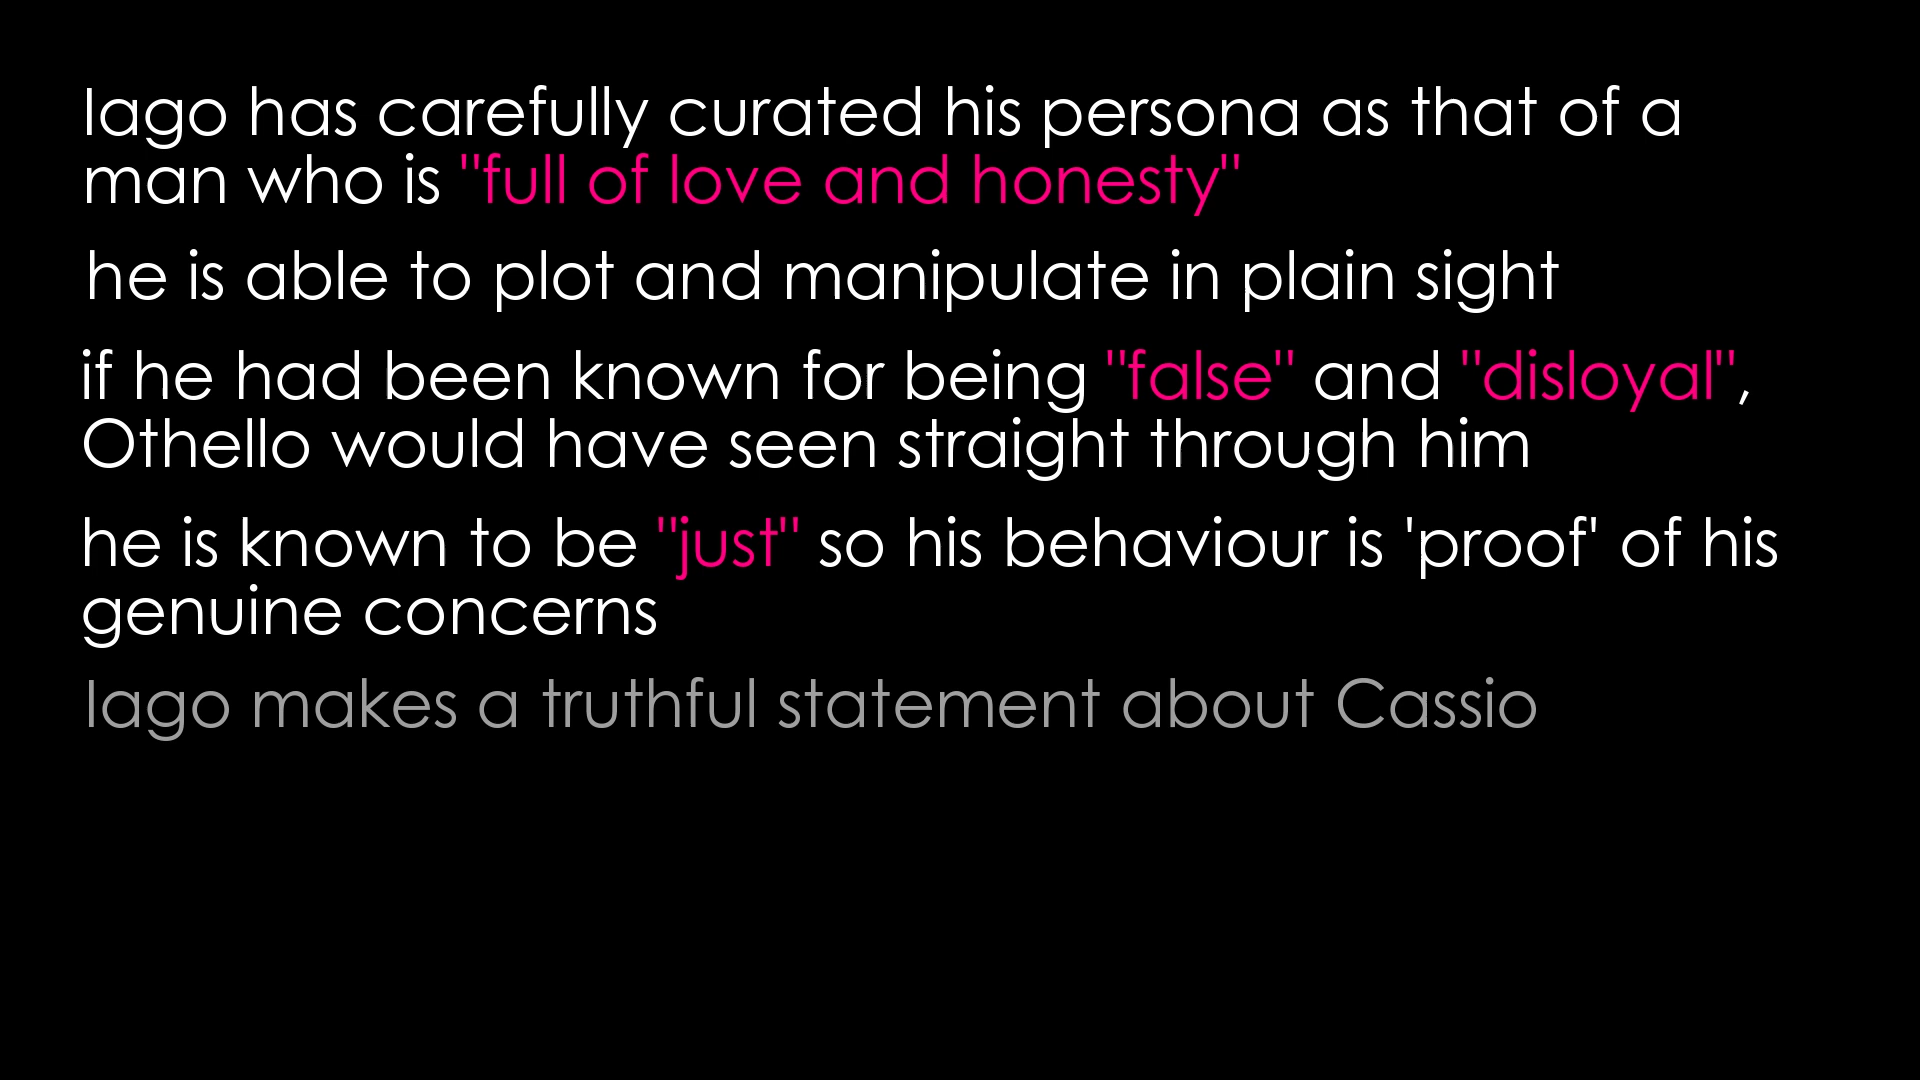 Iago has carefully curated his persona as that of a
man who is "full of love and honesty"
he is able to plot and manipulate in plain sight
if he had been known for being "false" and "disloyal",
Othello would have seen straight through him
he is known to be "just" so his behaviour is 'proof' of his
genuine concerns
Iago makes a truthful statement about Cassio